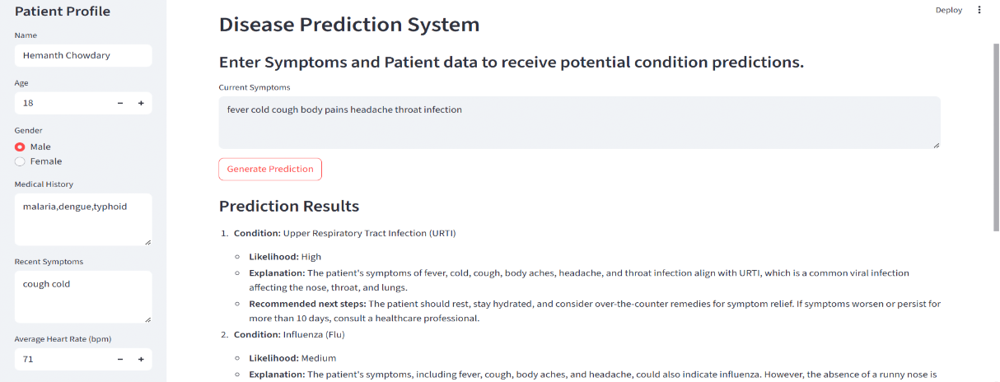 Patient Profile
Name
Hemanth Chowdary
Age
18
Gender
Male
Female
Medical History
malaria,dengue,typhoid
Recent Symptoms
cough cold
Average Heart Rate (bpm)
71
Deploy
Disease Prediction System
Enter Symptoms and Patient data to receive potential condition predictions.
Current Symptoms
fever cold cough body pains headache throat infection
Generate Prediction
Prediction Results
1. Condition: Upper Respiratory Tract Infection (URTI)
Likelihood: High
Explanation: The patient's symptoms of fever, cold, cough, body aches, headache, and throat infection align with URTI, which is a common viral infection
affecting the nose, throat, and lungs.
Recommended next steps: The patient should rest, stay hydrated, and consider over-the-counter remedies for symptom relief. If symptoms worsen or persist for
more than 10 days, consult a healthcare professional.
2. Condition: Influenza (Flu)
Likelihood: Medium
Explanation: The patient's symptoms, including fever, cough, body aches, and headache, could also indicate influenza. However, the absence of a runny nose is